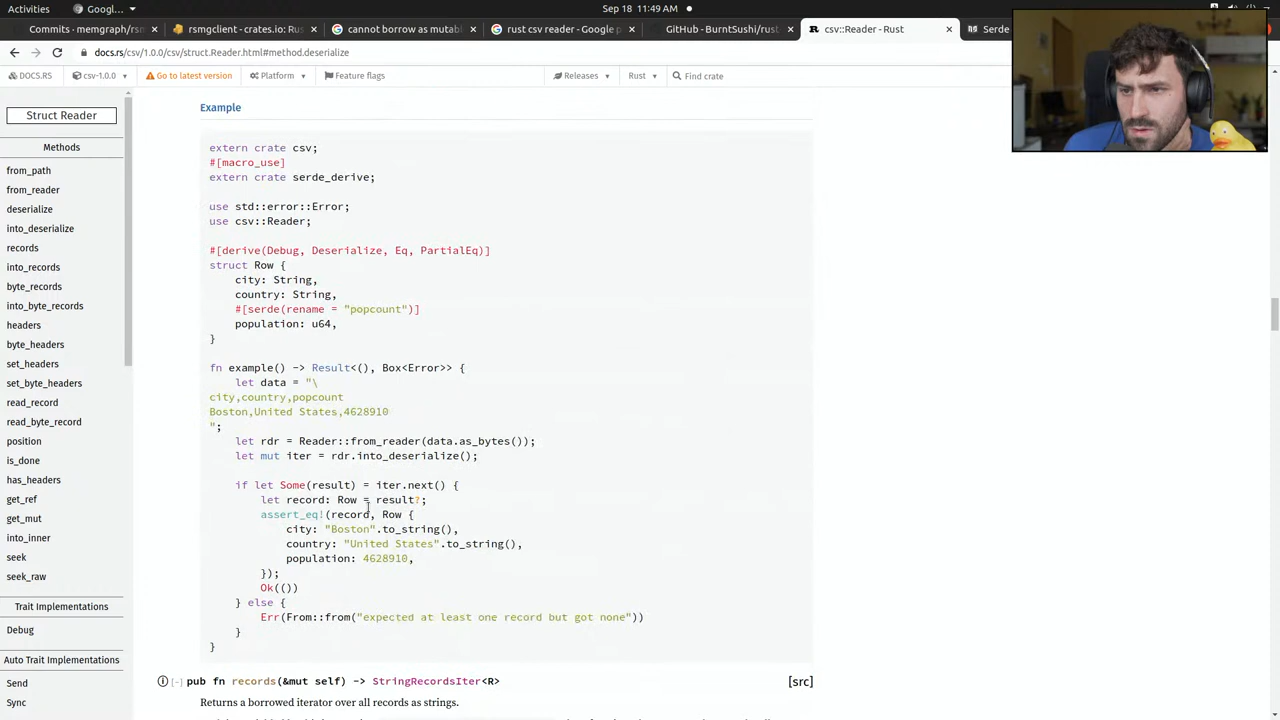 Activities
Googl...
Sep 18 11:49 AM
Commits · memgraph/rsm
rsmgclient - crates.io: Rus
cannot borrow as mutabl
rust csv reader - Google p
GitHub - BurntSushi/rust
csv::Reader - Rust
Serde
docs.rs/csv/1.0.0/csv/struct.Reader.html#method.deserialize
DOCS.RS
csv-1.0.0
Go to latest version
Platform
Feature flags
Releases
Rust
Find crate
Struct Reader
Methods
from_path
from_reader
deserialize
into_deserialize
records
into_records
byte_records
into_byte_records
headers
byte_headers
set_headers
set_byte_headers
read_record
read_byte_record
position
is_done
has_headers
get_ref
get_mut
into_inner
seek
seek_raw
Trait Implementations
Debug
Auto Trait Implementations
Send
Sync
Example
extern crate csv;
#[macro_use]
extern crate serde_derive;
use std::error::Error;
use csv::Reader;
#[derive(Debug, Deserialize, Eq, PartialEq)]
struct Row {
city: String,
country: String,
#[serde(rename = "popcount")]
population: u64,
}
fn example() -> Result<(), Box<Error>> {
let data = "\
city,country,popcount
Boston,United States,4628910
";
let rdr = Reader::from_reader(data.as_bytes());
let mut iter = rdr.into_deserialize();
if let Some(result) = iter.next() {
let record: Row = result?;
assert_eq!(record, Row {
city: "Boston".to_string(),
country: "United States".to_string(),
population: 4628910,
});
Ok(())
} else {
Err(From::from("expected at least one record but got none"))
}
}
pub fn records(&mut self) -> StringRecordsIter<R>
[src]
Returns a borrowed iterator over all records as strings.